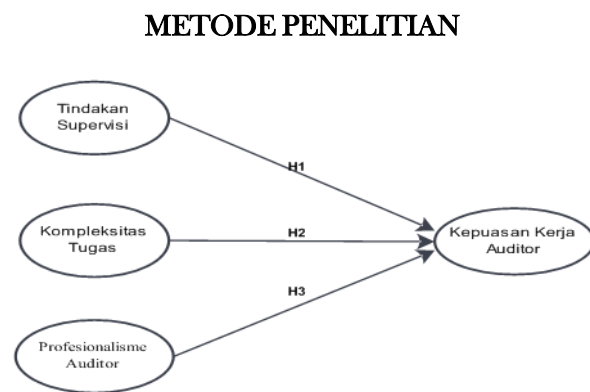 METODE PENELITIAN
Tindakan
Supervisi
H1
Kompleksitas
Tugas
H2
Kepuasan Kerja
Auditor
H3
Profesionalisme
Auditor